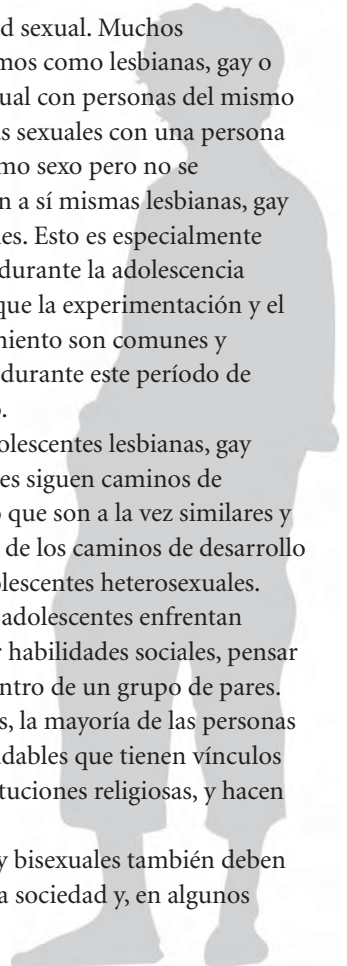 d sexual. Muchos
mos como lesbianas, gay o
ual con personas del mismo
s sexuales con una persona
mo sexo pero no se
n a sí mismas lesbianas, gay
es. Esto es especialmente
durante la adolescencia
que la experimentación y el
miento son comunes y
durante este período de
o.
olescentes lesbianas, gay
es siguen caminos de
o que son a la vez similares y
de los caminos de desarrollo
olescentes heterosexuales.
adolescentes enfrentan
r habilidades sociales, pensar
ntro de un grupo de pares.
s, la mayoría de las personas
udables que tienen vínculos
tuciones religiosas, y hacen
y bisexuales también deben
a sociedad y, en algunos